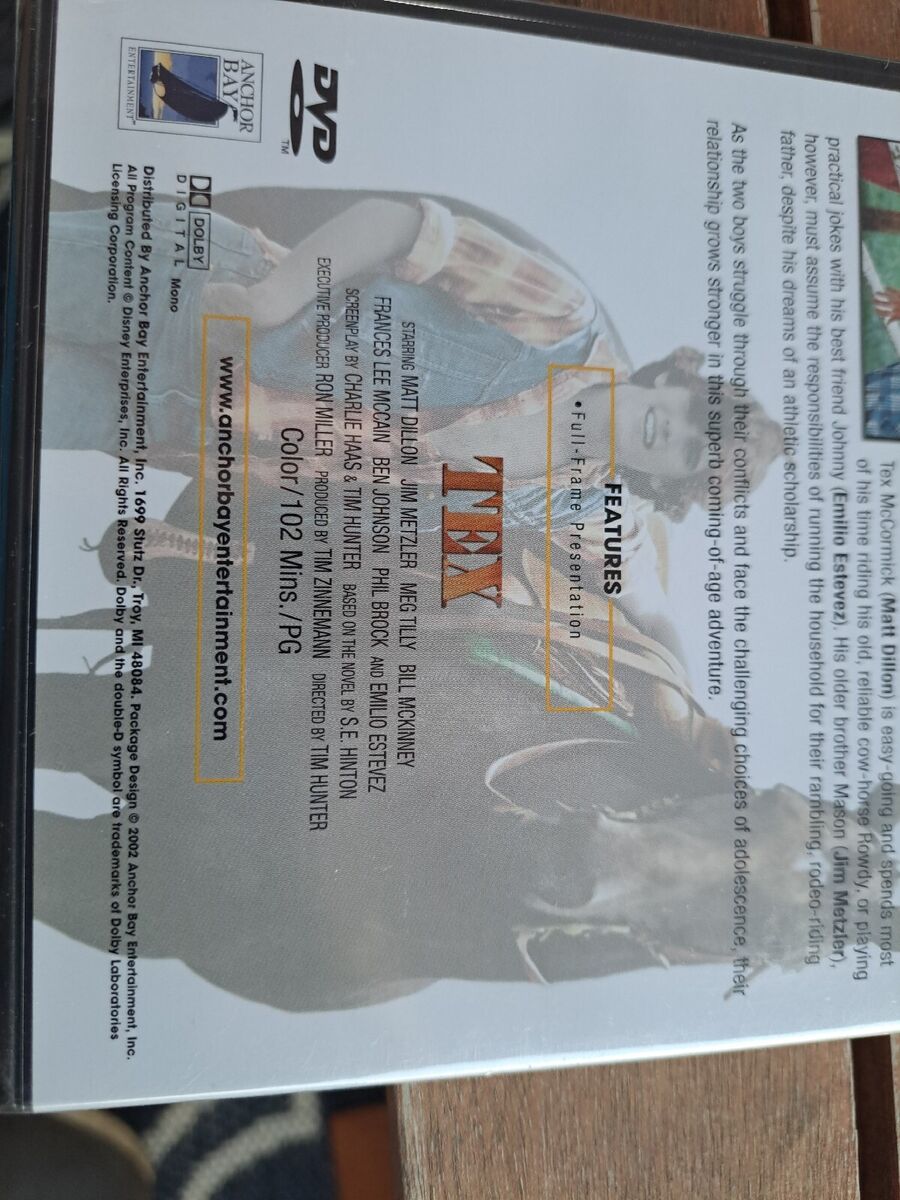 Tex McCormick (Matt Dillon) is easy-going and spends most
of his time riding his old, reliable cow-horse Rowdy, or playing
practical jokes with his best friend Johnny (Emilio Estevez). His older brother Mason (Jim Metzler),
however, must assume the responsibilities of running the household for their rambling, rodeo-riding
father, despite his dreams of an athletic scholarship.
As the two boys struggle through their conflicts and face the challenging choices of adolescence, their
relationship grows stronger in this superb coming-of-age adventure.
FEATURES
• Full-Frame Presentation
TEX
STARRING MATT DILLON JIM METZLER MEG TILLY BILL MCKINNEY
FRANCES LEE MCCAIN BEN JOHNSON PHIL BROCK AND EMILIO ESTEVEZ
SCREENPLAY BY CHARLIE HAAS & TIM HUNTER BASED ON THE NOVEL BY S.E. HINTON
EXECUTIVE PRODUCER RON MILLER PRODUCED BY TIM ZINNEMANN DIRECTED BY TIM HUNTER
Color/102 Mins./PG
DVD
TM
www.anchorbayentertainment.com
DOLBY
DIGITAL Mono
ANCHOR
BAY
ENTERTAINMENT
Distributed By Anchor Bay Entertainment, Inc. 1699 Stutz Dr., Troy, MI 48084. Package Design © 2002 Anchor Bay Entertainment, Inc.
All Program Content © Disney Enterprises, Inc. All Rights Reserved. Dolby and the double-D symbol are trademarks of Dolby Laboratories
Licensing Corporation.